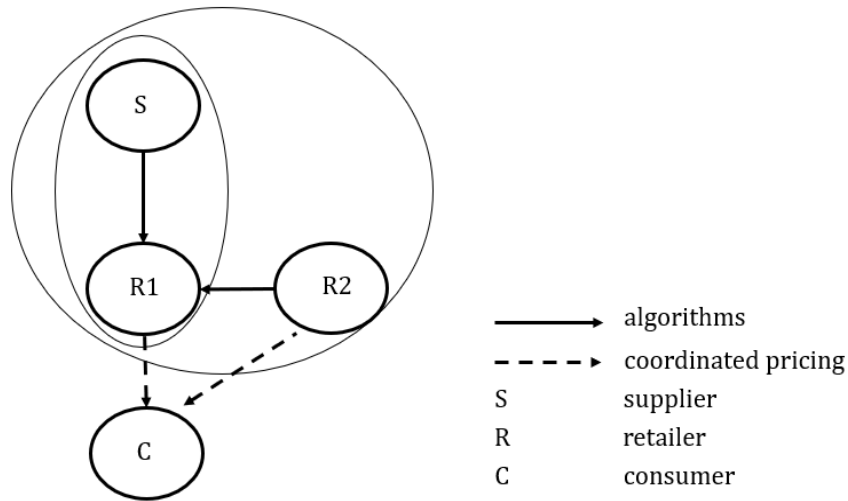 S
R1
R2
C
algorithms
coordinated pricing
S supplier
R retailer
C consumer